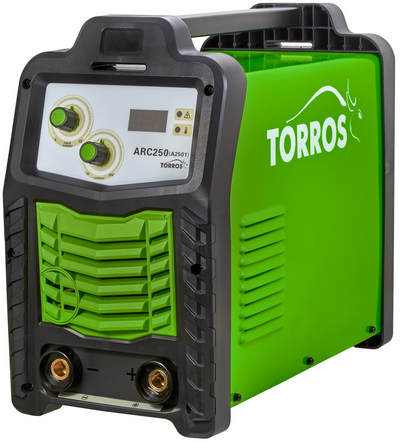 ARC250(A2501)
TORROS
- +
TORROS